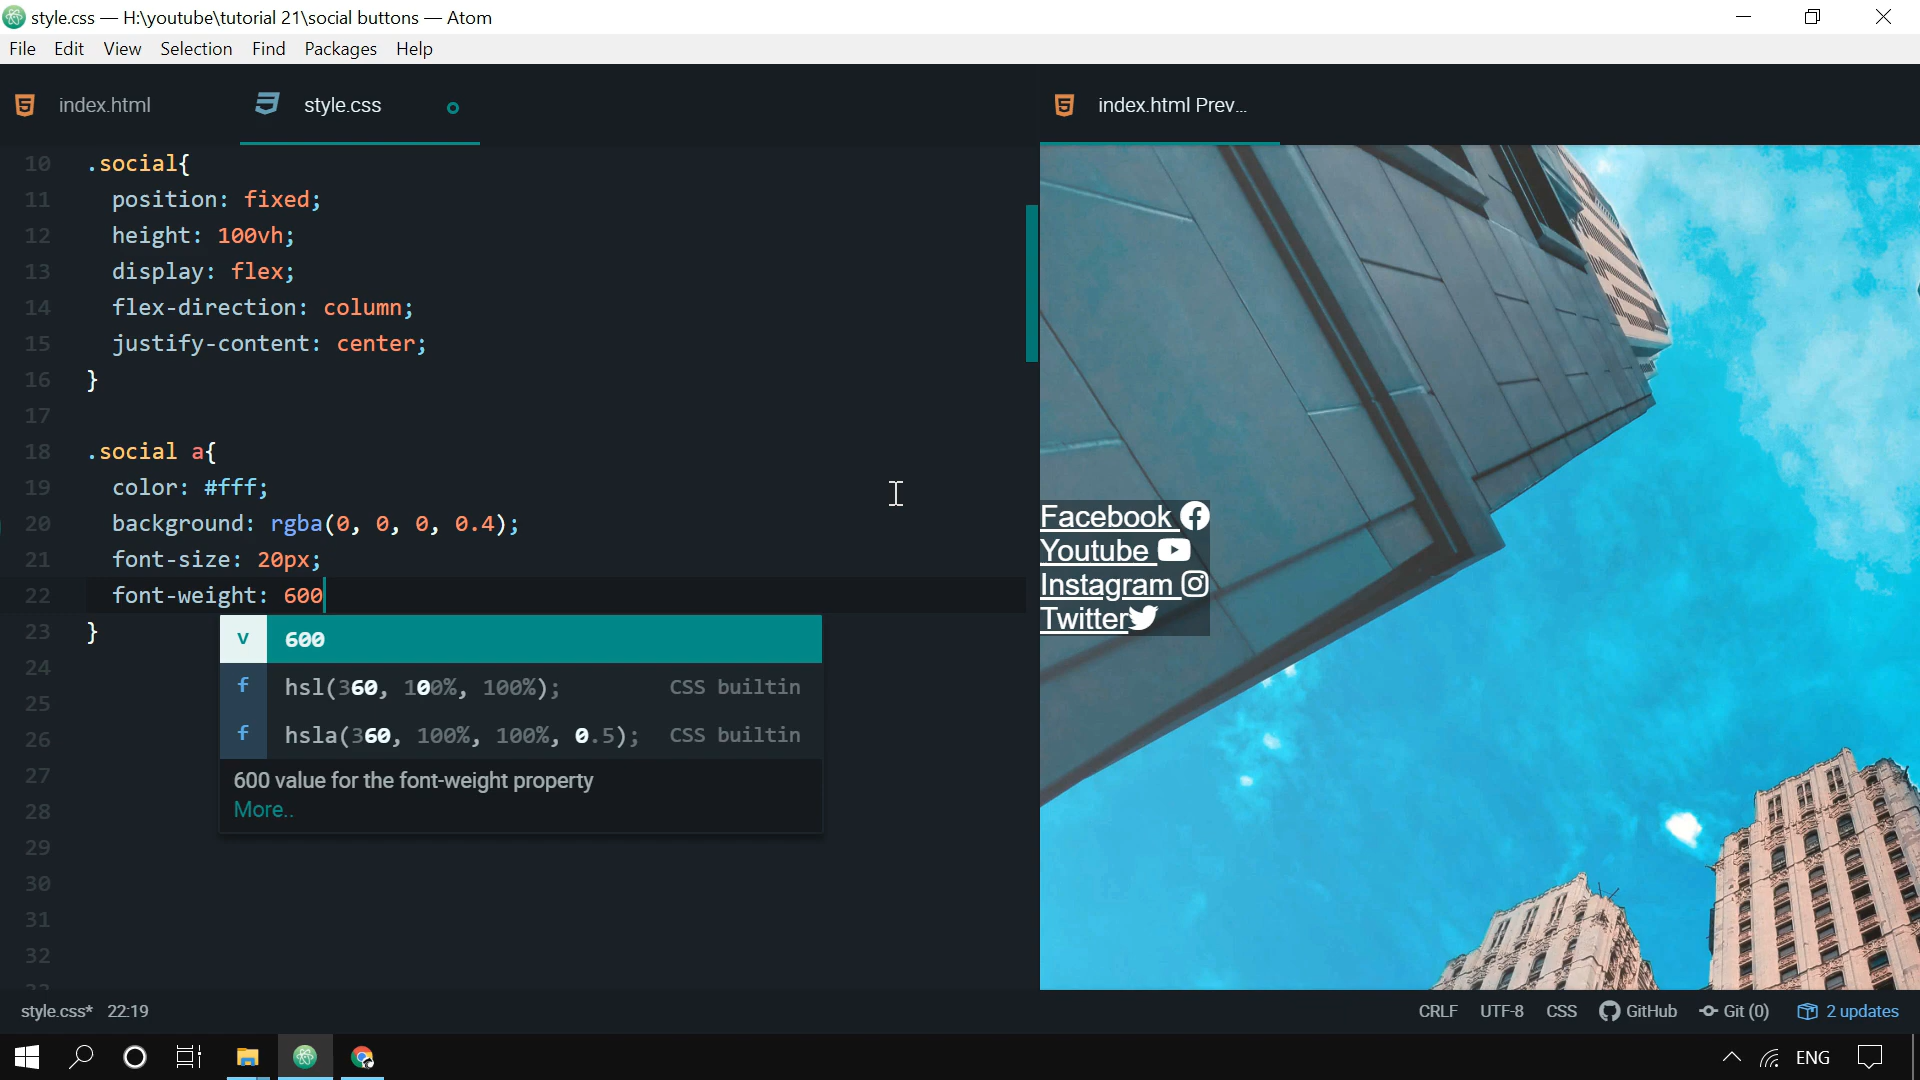 style.css — H:\youtube\tutorial 21\social buttons — Atom
File Edit View Selection Find Packages Help
index.html
style.css
index.html Prev...
10 .social{
11 position: fixed;
12 height: 100vh;
13 display: flex;
14 flex-direction: column;
15 justify-content: center;
16 }
17
18 .social a{
19 color: #fff;
20 background: rgba(0, 0, 0, 0.4);
21 font-size: 20px;
22 font-weight: 600
23 }
24
25
26
27
28
29
30
31
32
v 600
f hsl(360, 100%, 100%); CSS builtin
f hsla(360, 100%, 100%, 0.5); CSS builtin
600 value for the font-weight property
More..
Facebook
Youtube
Instagram
Twitter
style.css* 22:19
CRLF UTF-8 CSS GitHub Git (0) 2 updates
ENG